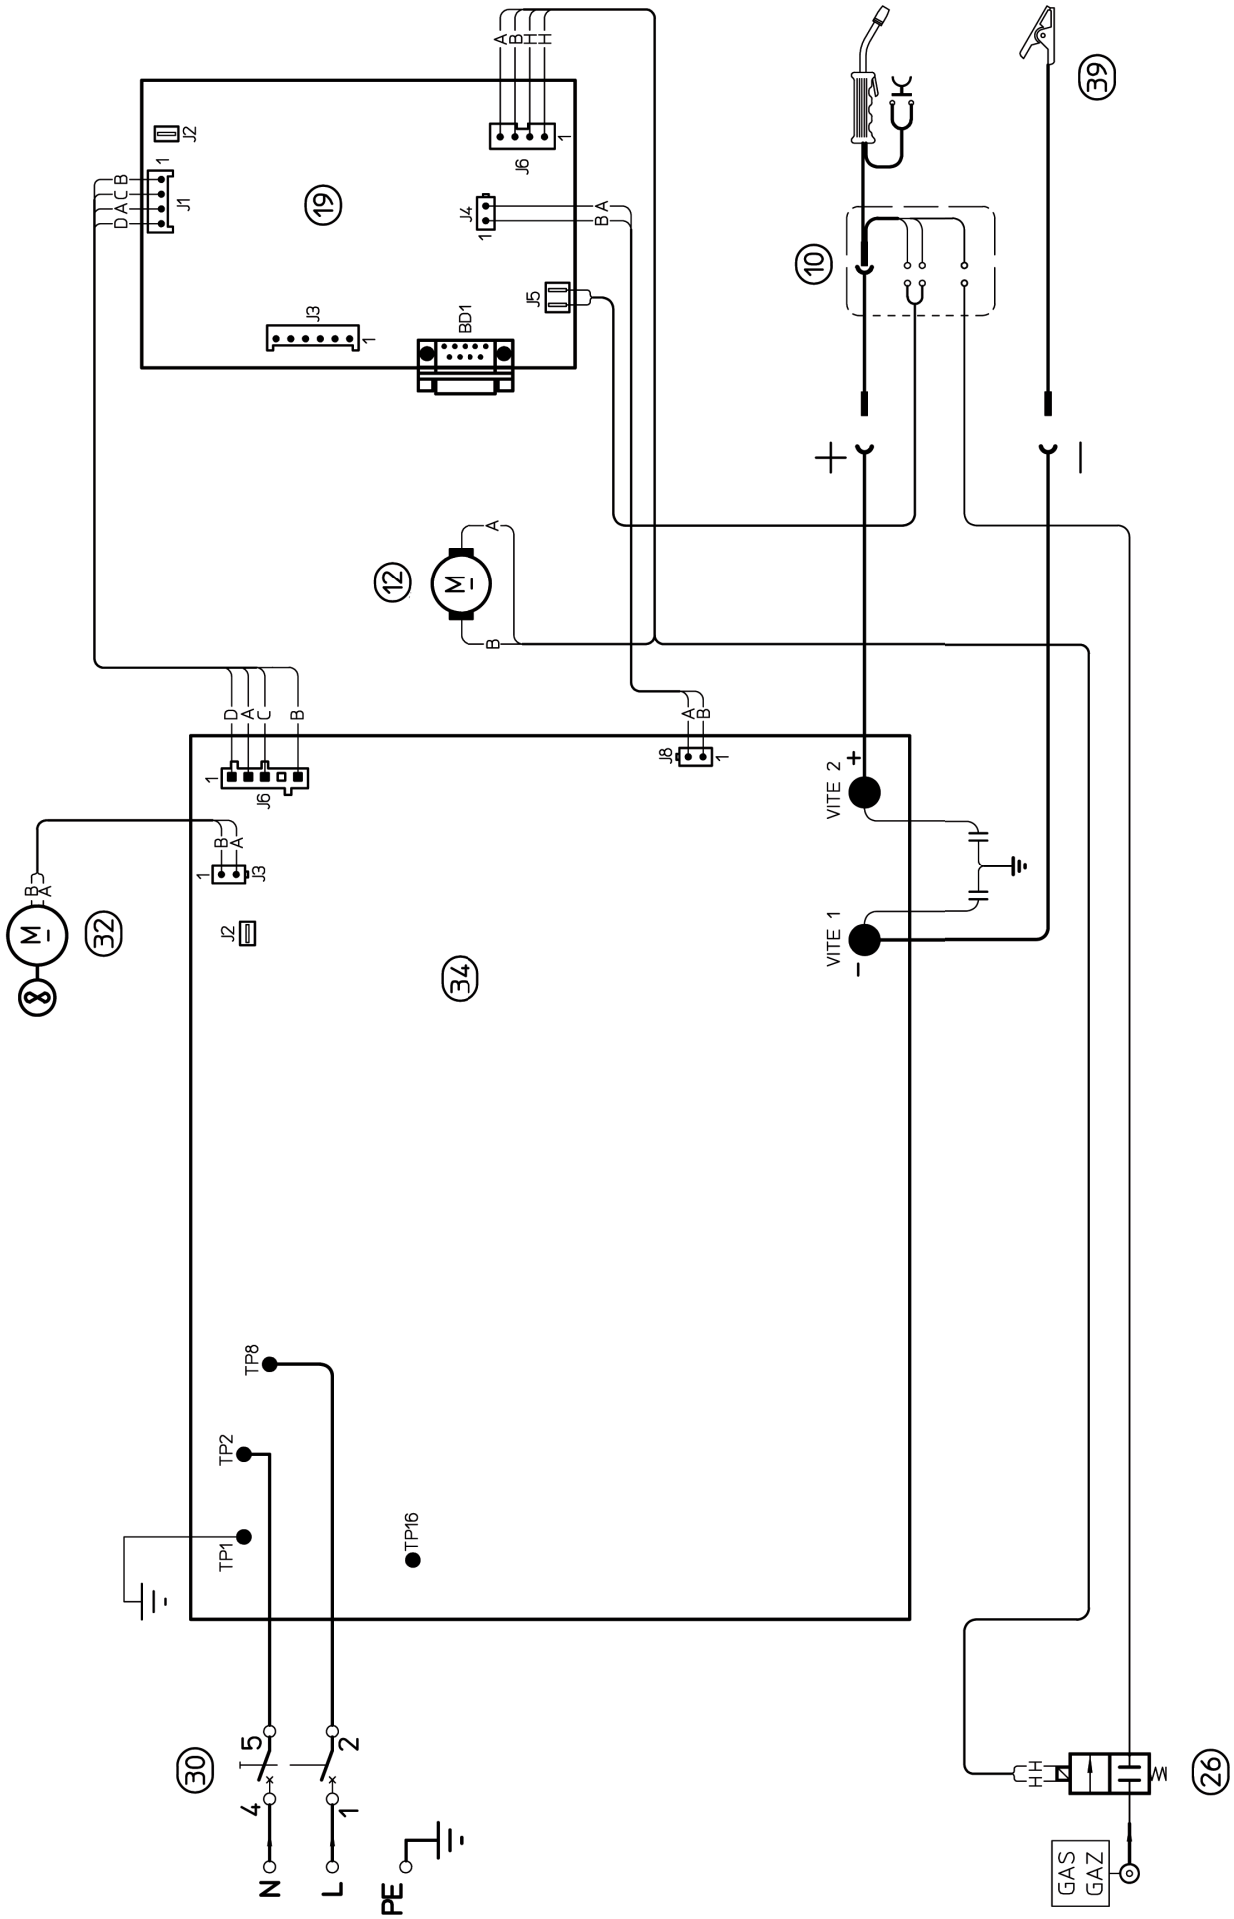 A
B
H
H
39
J2
1
B
C
A
D
J1
19
J6
1
J4
1
A
B
10
J5
J3
1
BD1
+
−
12
M
A
B
D
A
C
B
1
J6
A
B
J8
1
B
A
1
J3
B
A
M
32
J2
VITE 2
+
VITE 1
−
34
TP8
TP2
TP1
TP16
30
5
2
4
1
N
L
PE
H
H
26
GAS
GAZ